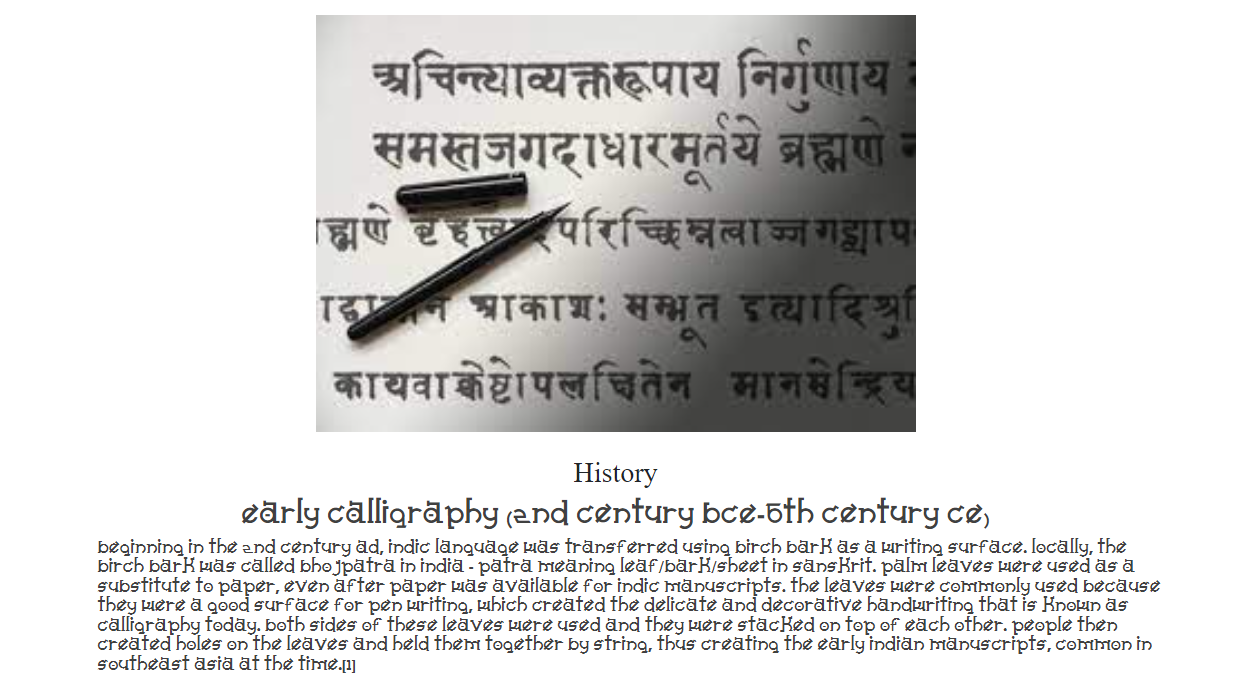 अचिन्त्याव्यक्तरूपाय निर्गुणाय
समस्तजगदाधारमूर्तये ब्रह्मणे
ह्मणे परिच्छिन्नत्वाज्जगद्व्याप
आकाशः सम्भूत इत्यादिश्रु
मानसेन्द्रिय
History
early calligraphy (2nd century bce-6th century ce)
beginning in the 2nd century ad, indic language was transferred using birch bark as a writing surface. locally, the
birch bark was called bhojpatra in india - patra meaning leaf/bark/sheet in sanskrit. palm leaves were used as a
substitute to paper, even after paper was available for indic manuscripts. the leaves were commonly used because
they were a good surface for pen writing, which created the delicate and decorative handwriting that is known as
calligraphy today. both sides of these leaves were used and they were stacked on top of each other. people then
created holes on the leaves and held them together by string, thus creating the early indian manuscripts, common in
southeast asia at the time.[1]